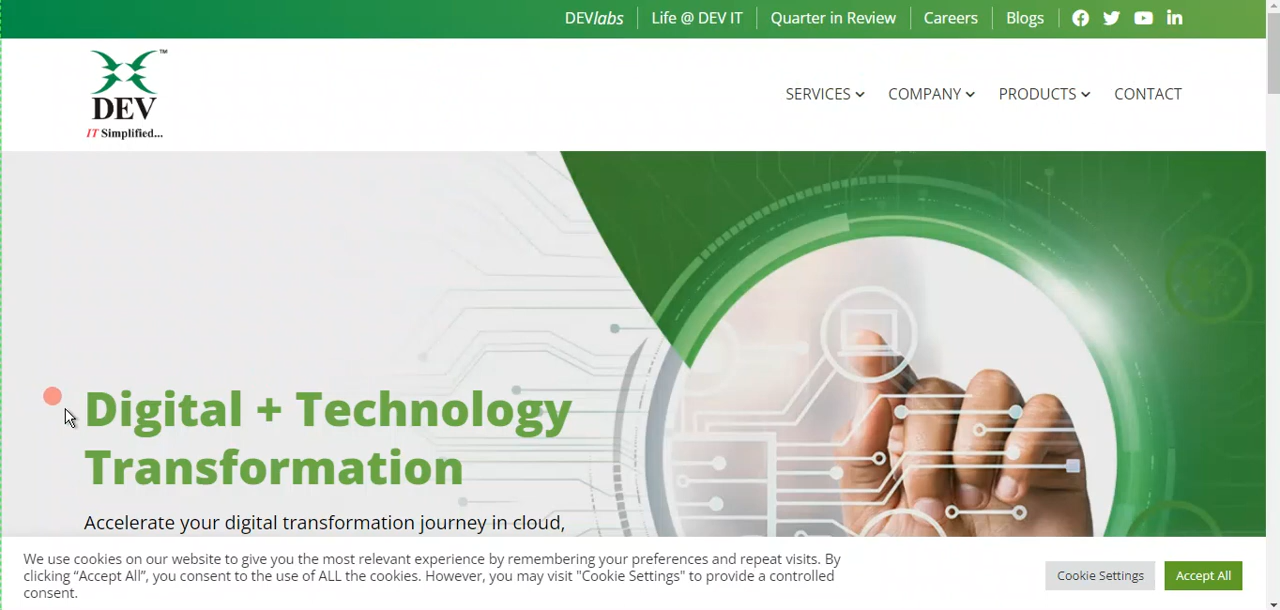 DEVlabs
Life @ DEV IT
Quarter in Review
Careers
Blogs
DEV™
IT Simplified...
SERVICES
COMPANY
PRODUCTS
CONTACT
Digital + Technology
Transformation
Accelerate your digital transformation journey in cloud,
We use cookies on our website to give you the most relevant experience by remembering your preferences and repeat visits. By
clicking “Accept All”, you consent to the use of ALL the cookies. However, you may visit "Cookie Settings" to provide a controlled
consent.
Cookie Settings
Accept All